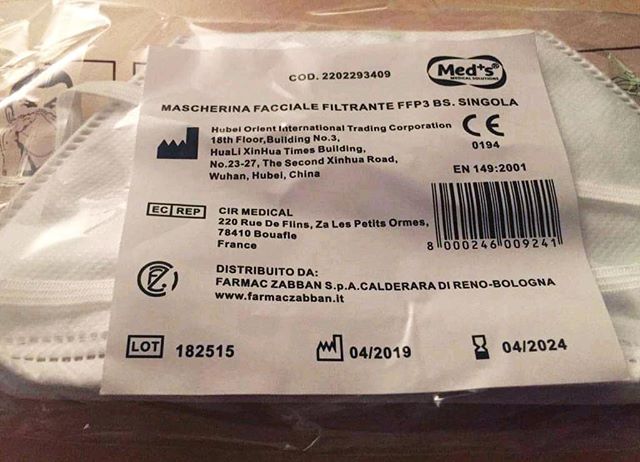 COD. 2202293409
Med+s
MEDICAL SOLUTIONS
MASCHERINA FACCIALE FILTRANTE FFP3 BS. SINGOLA
Hubei Orient International Trading Corporation
18th Floor,Building No.3,
HuaLi XinHua Times Building,
No.23-27, The Second Xinhua Road,
Wuhan, Hubei, China
CE
0194
EN 149:2001
EC REP
CIR MEDICAL
220 Rue De Flins, Za Les Petits Ormes,
78410 Bouafle
France
8 000246 009241
DISTRIBUITO DA:
FARMAC ZABBAN S.p.A.CALDERARA DI RENO-BOLOGNA
www.farmaczabban.it
LOT 182515
04/2019
04/2024